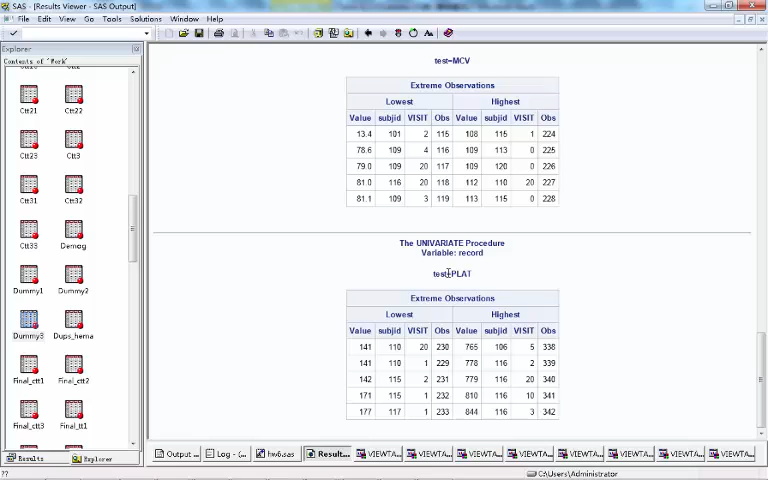 SAS - [Results Viewer - SAS Output]
File Edit View Go Tools Solutions Window Help
Explorer
Contents of 'Work'
Ctt21 Ctt22
Ctt23 Ctt3
Ctt31 Ctt32
Ctt33 Demog
Dummy1 Dummy2
Dummy3 Dups_hema
Final_ctt1 Final_ctt2
Final_ctt3 Final_tt1
Results Explorer
test=MCV
Extreme Observations
Lowest Highest
Value subjid VISIT Obs Value subjid VISIT Obs
13.4 101 2 115 108 115 1 224
78.6 109 4 116 109 113 0 225
79.0 109 20 117 109 120 0 226
81.0 116 20 118 112 110 20 227
81.1 109 3 119 113 115 0 228
The UNIVARIATE Procedure
Variable: record
test=PLAT
Extreme Observations
Lowest Highest
Value subjid VISIT Obs Value subjid VISIT Obs
141 110 20 230 765 106 5 338
141 110 1 229 778 116 2 339
142 115 2 231 779 116 20 340
171 115 1 232 810 116 10 341
177 117 1 233 844 116 3 342
Output ... Log - (... hw6.sas Result... VIEWTA... VIEWTA... VIEWTA... VIEWTA... VIEWTA... VIEWTA... VIEWTA... VIEWTA...
?? C:\Users\Administrator